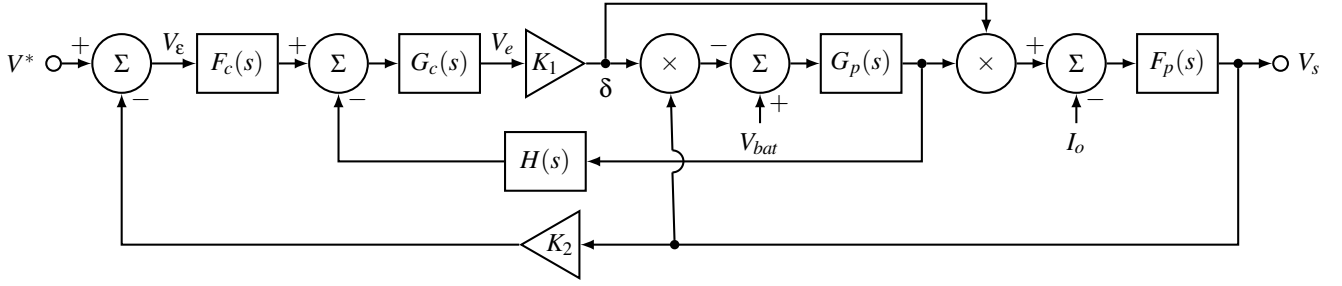 V* + Σ − V_ε F_c(s) + Σ − G_c(s) V_e K_1 δ × − Σ + G_p(s) × + Σ − F_p(s) V_s
V_bat I_o
H(s)
K_2